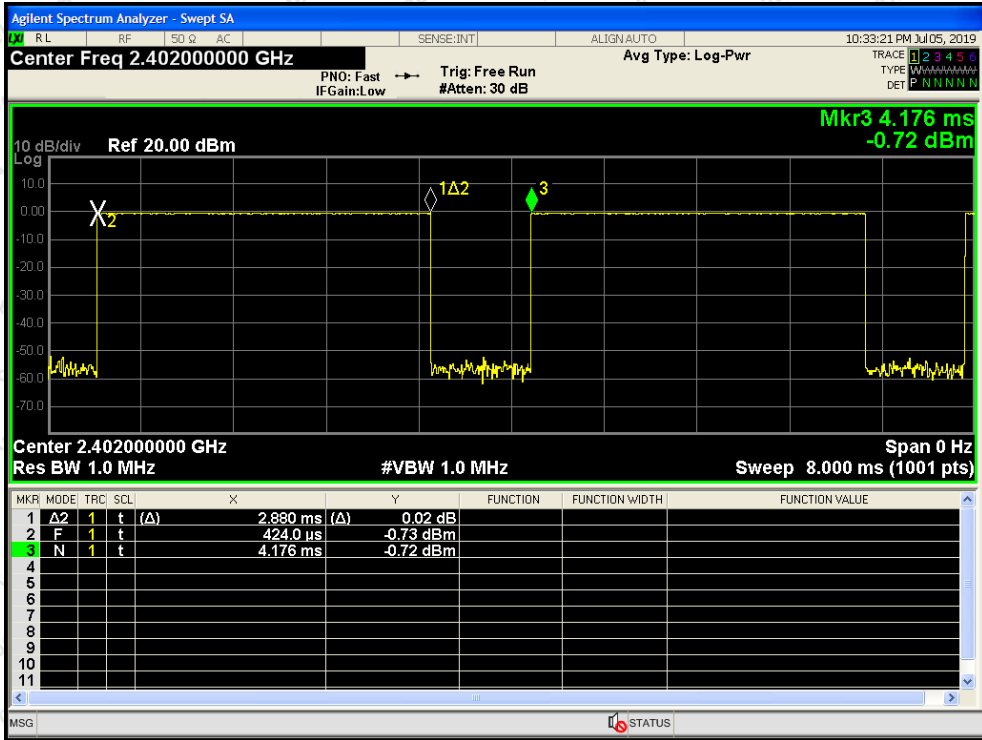 Agilent Spectrum Analyzer - Swept SA
LXI RL RF 50 Ω AC SENSE:INT ALIGN AUTO 10:33:21 PM Jul 05, 2019
Center Freq 2.402000000 GHz Avg Type: Log-Pwr TRACE 1 2 3 4 5 6
PNO: Fast Trig: Free Run TYPE WWWWWW
IFGain:Low #Atten: 30 dB DET P N N N N N
Mkr3 4.176 ms
10 dB/div Ref 20.00 dBm -0.72 dBm
Log
10.0
1Δ2 3
0.00
2
-10.0
-20.0
-30.0
-40.0
-50.0
-60.0
-70.0
Center 2.402000000 GHz Span 0 Hz
Res BW 1.0 MHz #VBW 1.0 MHz Sweep 8.000 ms (1001 pts)
MKR MODE TRC SCL X Y FUNCTION FUNCTION WIDTH FUNCTION VALUE
1 Δ2 1 t (Δ) 2.880 ms (Δ) 0.02 dB
2 F 1 t 424.0 µs -0.73 dBm
3 N 1 t 4.176 ms -0.72 dBm
4
5
6
7
8
9
10
11
MSG STATUS